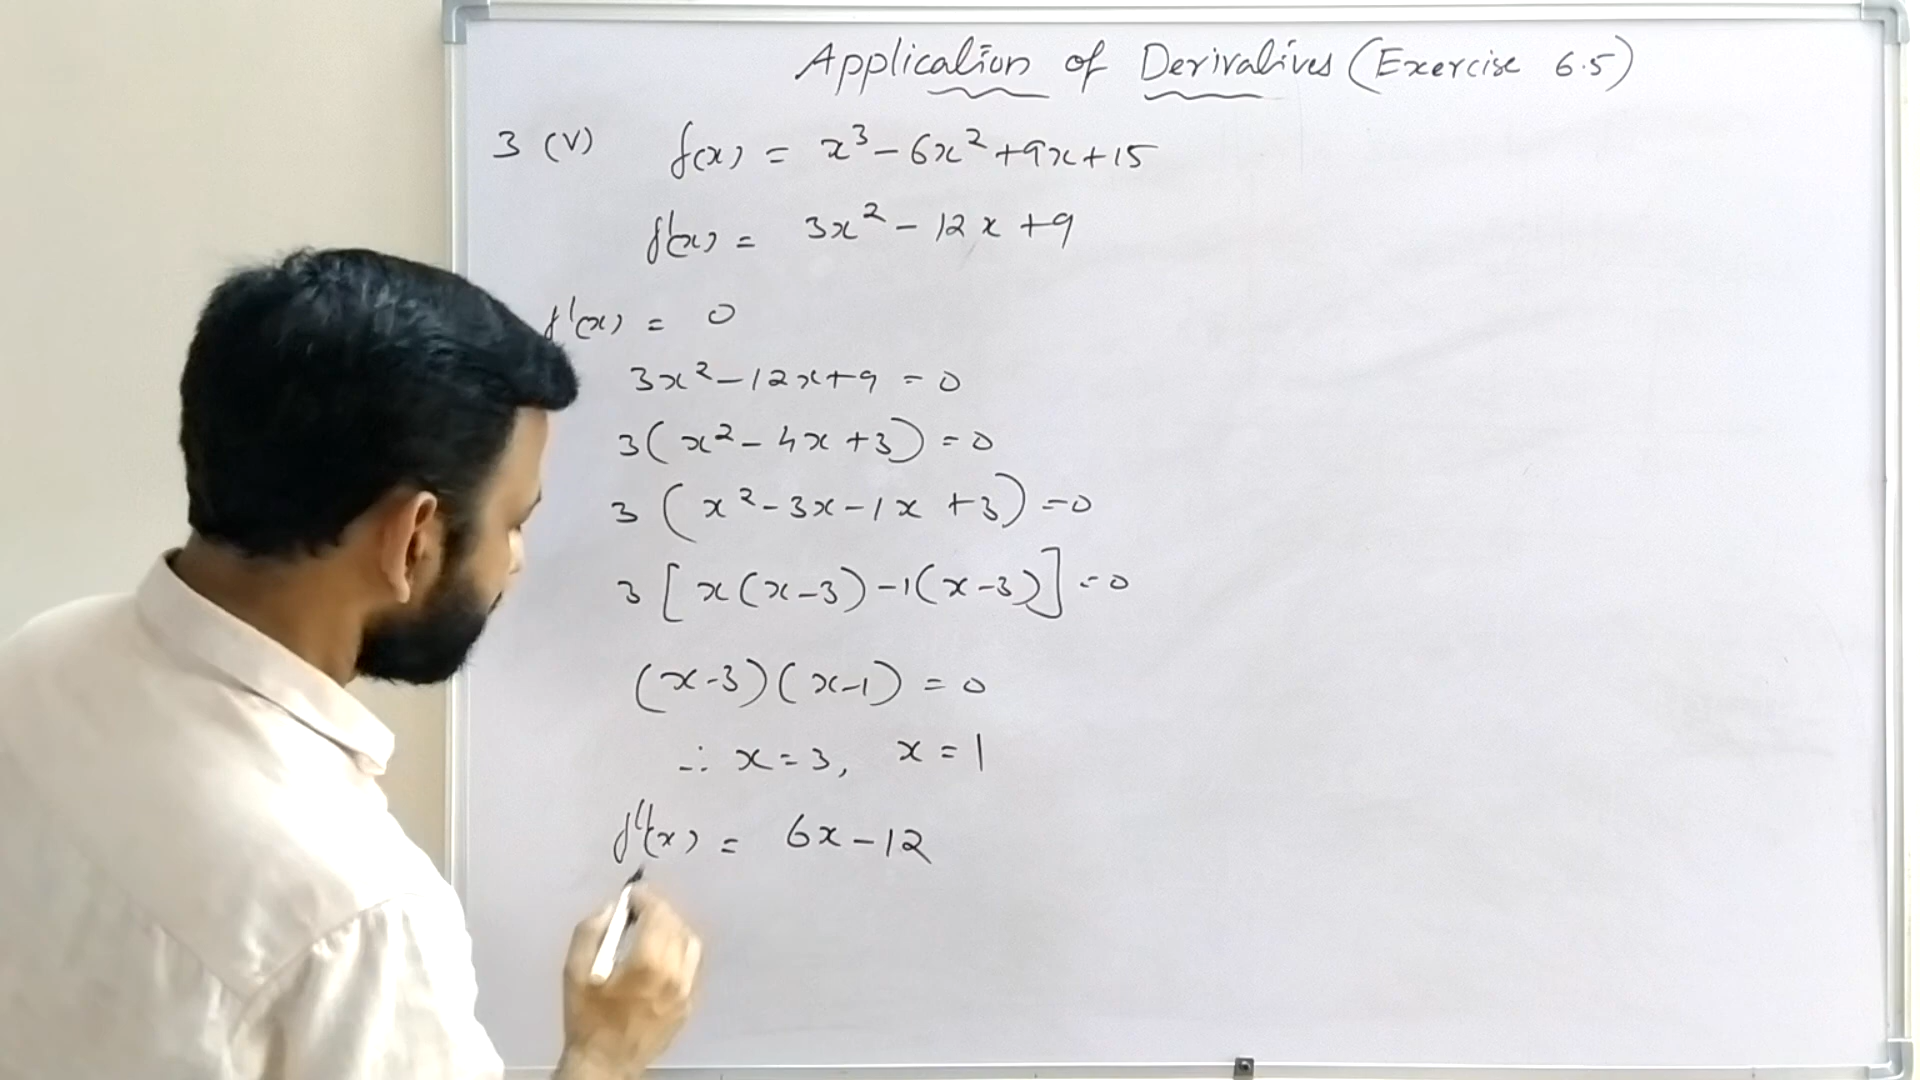 Application of Derivatives (Exercise 6.5)
3 (V) f(x) = x³ - 6x² + 9x + 15
f'(x) = 3x² - 12x + 9
f'(x) = 0
3x² - 12x + 9 = 0
3(x² - 4x + 3) = 0
3(x² - 3x - 1x + 3) = 0
3[x(x-3) - 1(x-3)] = 0
(x-3)(x-1) = 0
∴ x = 3, x = 1
f''(x) = 6x - 12